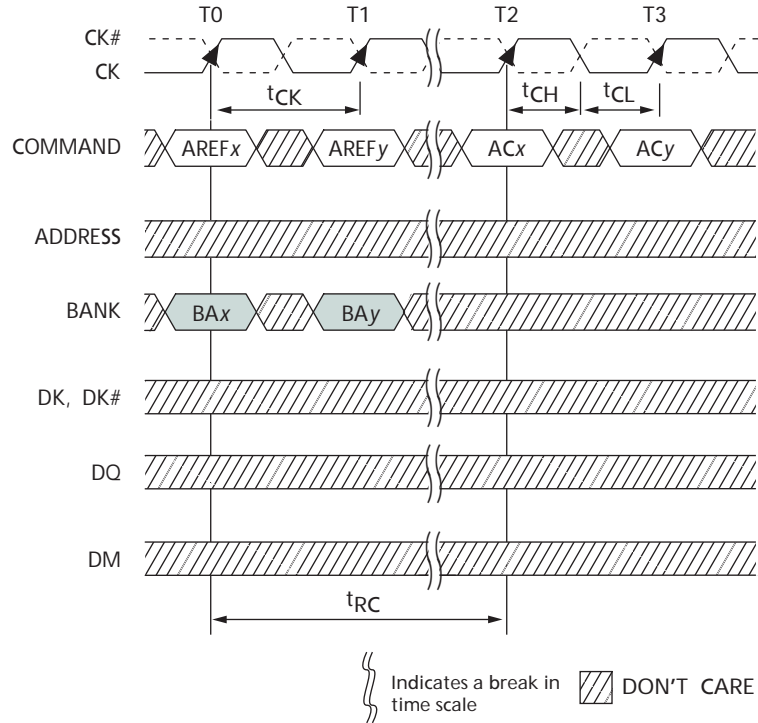 T0 T1 T2 T3
CK#
CK
tCK tCH tCL
COMMAND AREFx AREFy ACx ACy
ADDRESS
BANK BAx BAy
DK, DK#
DQ
DM
tRC
Indicates a break in
time scale
DON'T CARE